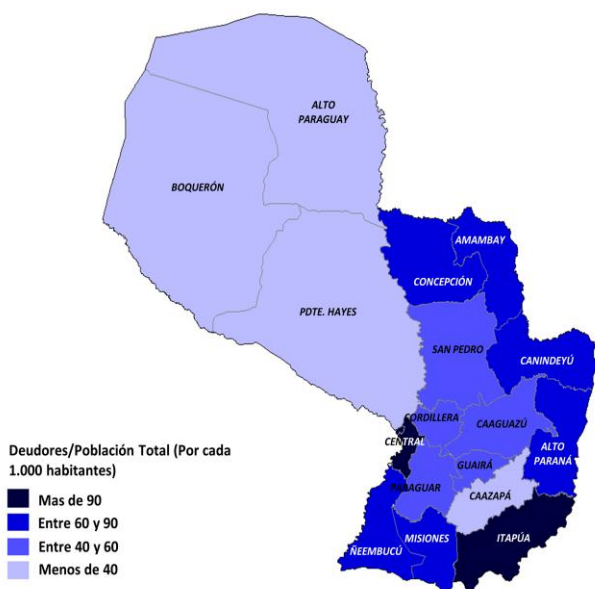 ALTO
PARAGUAY
BOQUERÓN
AMAMBAY
CONCEPCIÓN
PDTE. HAYES
SAN PEDRO
CANINDEYÚ
CORDILLERA
CAAGUAZÚ
CENTRAL
ALTO
PARANÁ
GUAIRÁ
PARAGUAR
CAAZAPÁ
ITAPÚA
MISIONES
ÑEEMBUCÚ
Deudores/Población Total (Por cada
1.000 habitantes)
Mas de 90
Entre 60 y 90
Entre 40 y 60
Menos de 40